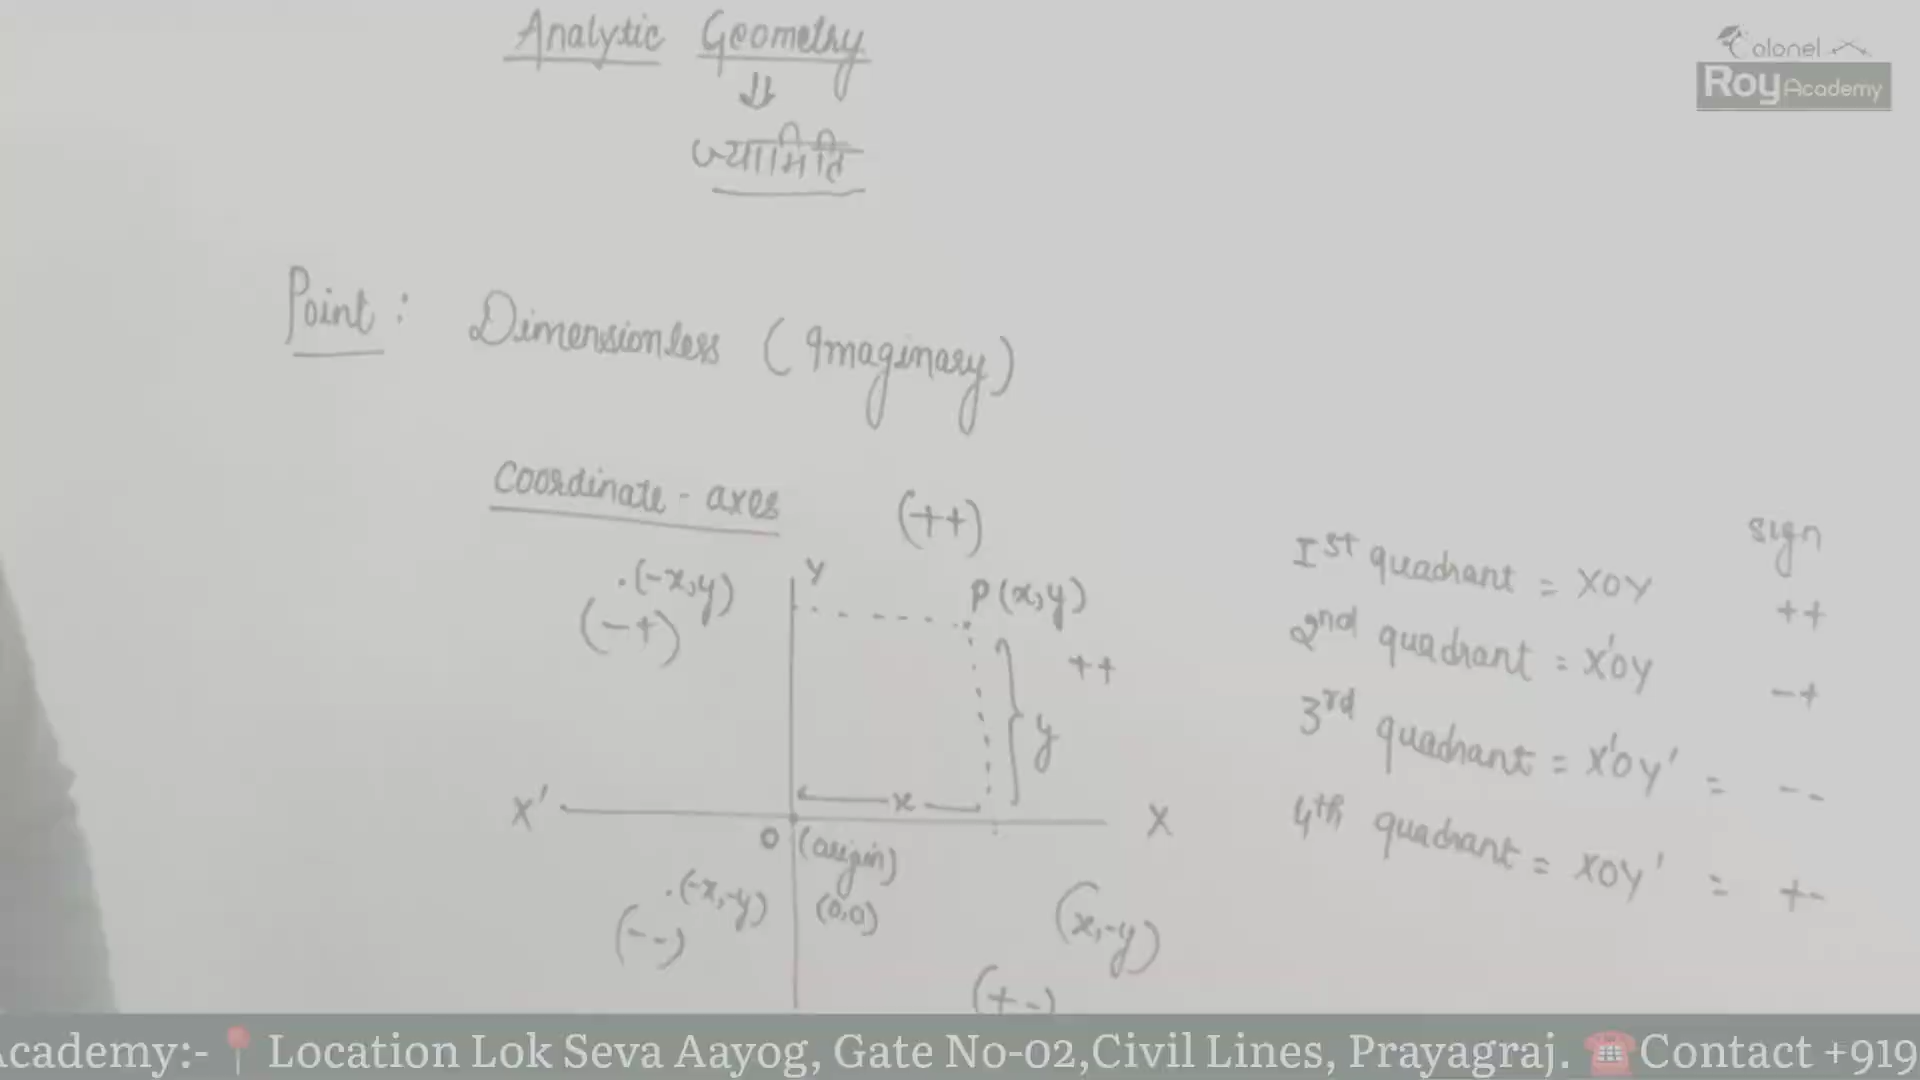 Analytic Geometry
⇓
ज्यामिति
Point : Dimensionless (Imaginary)
Coordinate - axes
(++)
.(-x,y)
(-+)
Y
P(x,y)
++
y
x
X'
X
O (origin)
(0,0)
.(-x,-y)
(--)
(x,-y)
(+-)
sign
Ist quadrant = XOY ++
2nd quadrant = X'OY -+
3rd quadrant = X'OY' = --
4th quadrant = XOY' = +-
Colonel
Roy Academy
Academy:-📍 Location Lok Seva Aayog, Gate No-02,Civil Lines, Prayagraj. ☎️Contact +919